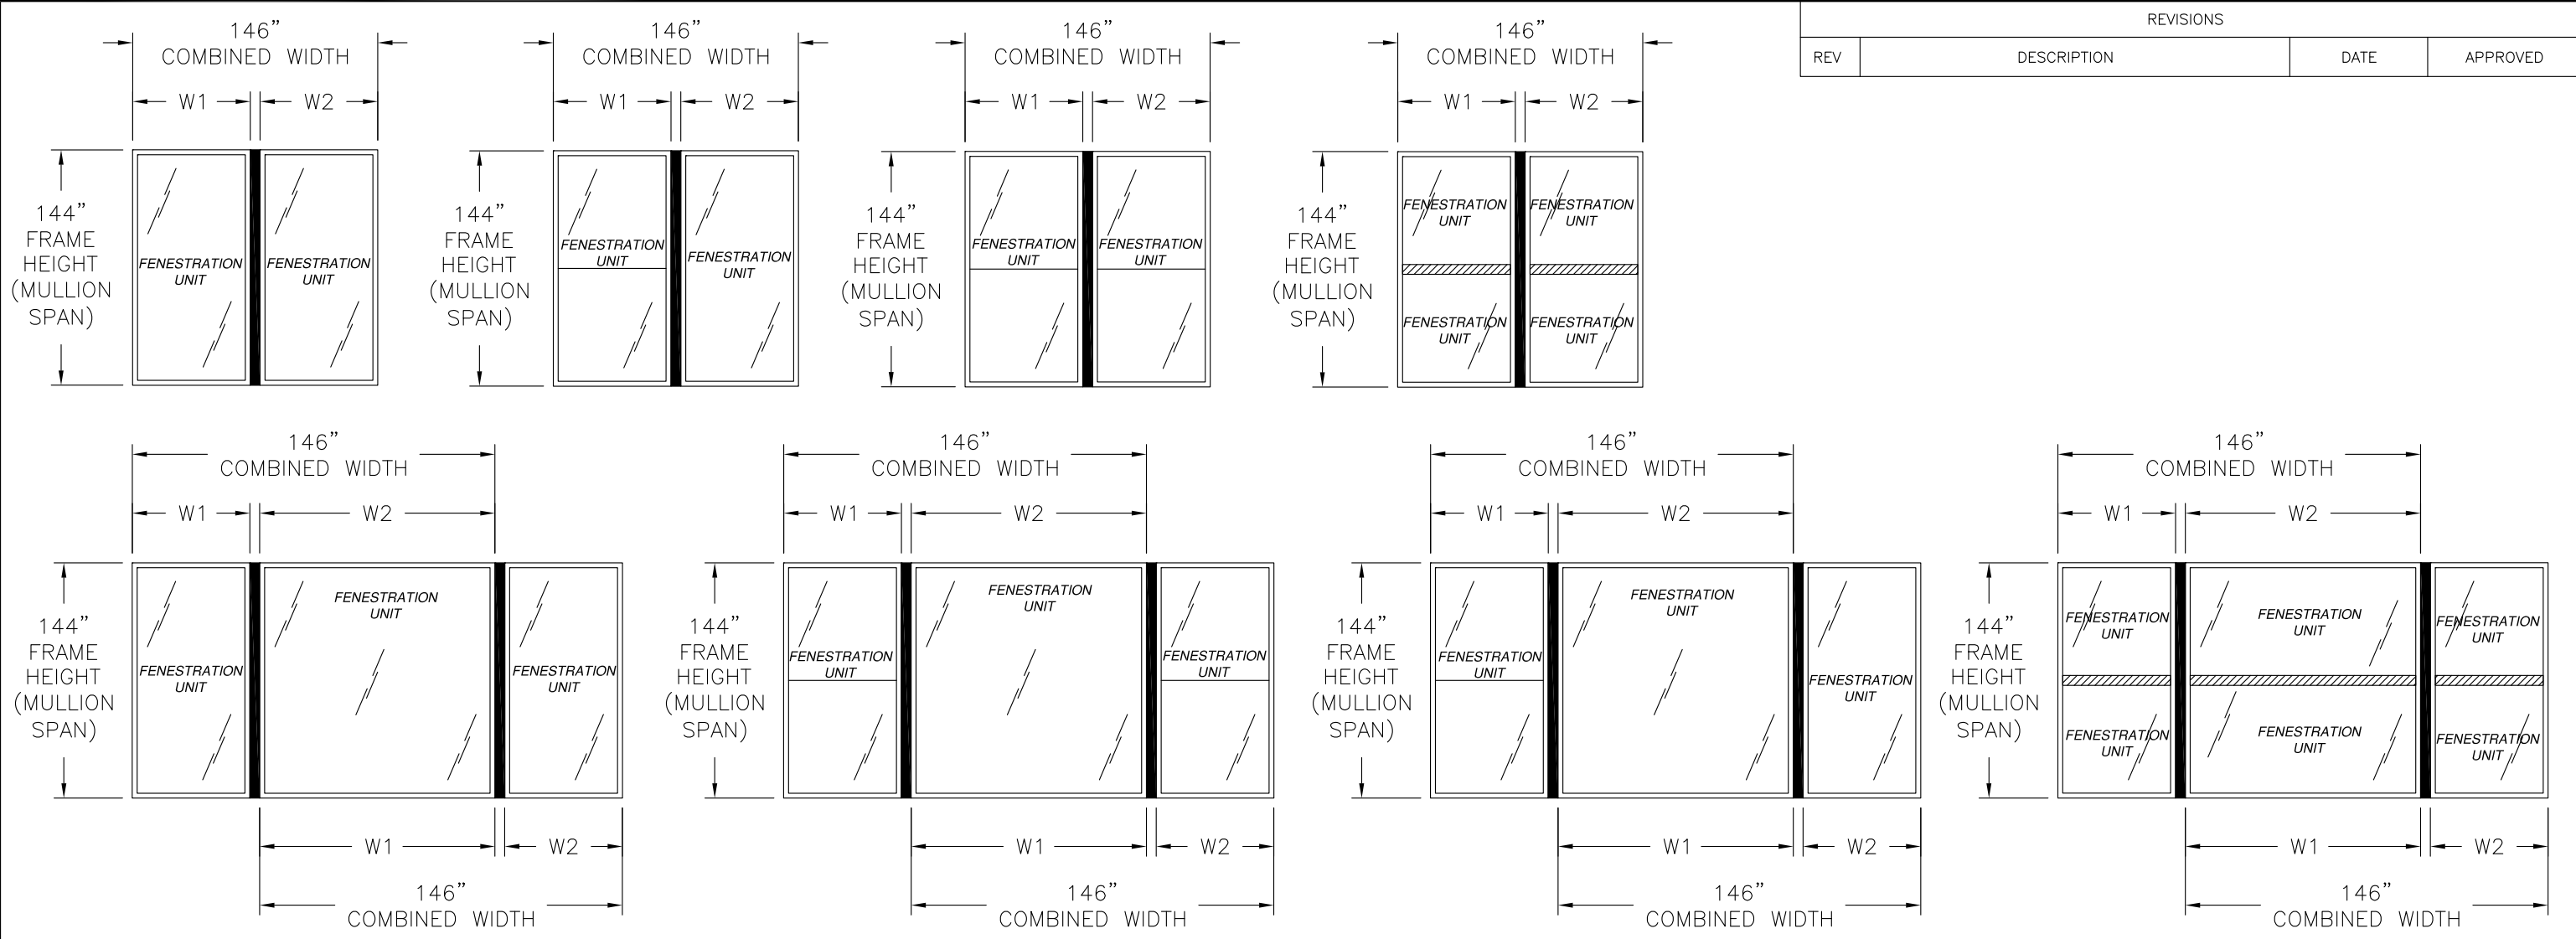 REVISIONS
REV DESCRIPTION DATE APPROVED
146”
COMBINED WIDTH
W1 W2
144”
FRAME
HEIGHT
(MULLION
SPAN)
FENESTRATION
UNIT
FENESTRATION
UNIT
146”
COMBINED WIDTH
W1 W2
144”
FRAME
HEIGHT
(MULLION
SPAN)
FENESTRATION
UNIT
FENESTRATION
UNIT
146”
COMBINED WIDTH
W1 W2
144”
FRAME
HEIGHT
(MULLION
SPAN)
FENESTRATION
UNIT
FENESTRATION
UNIT
146”
COMBINED WIDTH
W1 W2
144”
FRAME
HEIGHT
(MULLION
SPAN)
FENESTRATION
UNIT
FENESTRATION
UNIT
FENESTRATION
UNIT
FENESTRATION
UNIT
146”
COMBINED WIDTH
W1 W2
144”
FRAME
HEIGHT
(MULLION
SPAN)
FENESTRATION
UNIT
FENESTRATION
UNIT
FENESTRATION
UNIT
W1 W2
146”
COMBINED WIDTH
146”
COMBINED WIDTH
W1 W2
144”
FRAME
HEIGHT
(MULLION
SPAN)
FENESTRATION
UNIT
FENESTRATION
UNIT
FENESTRATION
UNIT
W1 W2
146”
COMBINED WIDTH
146”
COMBINED WIDTH
W1 W2
144”
FRAME
HEIGHT
(MULLION
SPAN)
FENESTRATION
UNIT
FENESTRATION
UNIT
FENESTRATION
UNIT
W1 W2
146”
COMBINED WIDTH
146”
COMBINED WIDTH
W1 W2
144”
FRAME
HEIGHT
(MULLION
SPAN)
FENESTRATION
UNIT
FENESTRATION
UNIT
FENESTRATION
UNIT
FENESTRATION
UNIT
FENESTRATION
UNIT
FENESTRATION
UNIT
W1 W2
146”
COMBINED WIDTH